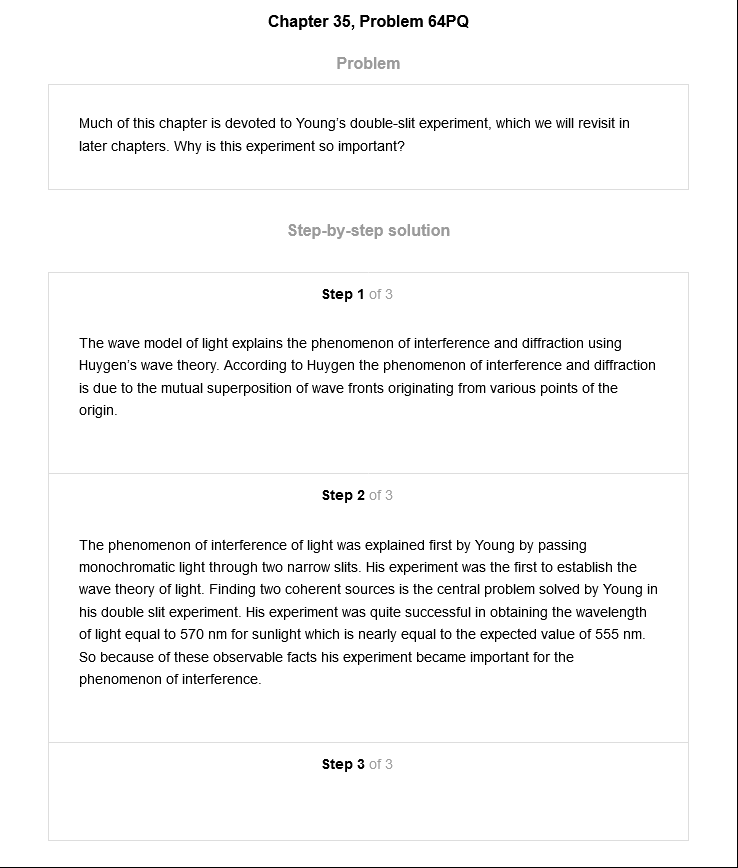 Chapter 35, Problem 64PQ
Problem
Much of this chapter is devoted to Young’s double-slit experiment, which we will revisit in
later chapters. Why is this experiment so important?
Step-by-step solution
Step 1 of 3
The wave model of light explains the phenomenon of interference and diffraction using
Huygen’s wave theory. According to Huygen the phenomenon of interference and diffraction
is due to the mutual superposition of wave fronts originating from various points of the
origin.
Step 2 of 3
The phenomenon of interference of light was explained first by Young by passing
monochromatic light through two narrow slits. His experiment was the first to establish the
wave theory of light. Finding two coherent sources is the central problem solved by Young in
his double slit experiment. His experiment was quite successful in obtaining the wavelength
of light equal to 570 nm for sunlight which is nearly equal to the expected value of 555 nm.
So because of these observable facts his experiment became important for the
phenomenon of interference.
Step 3 of 3